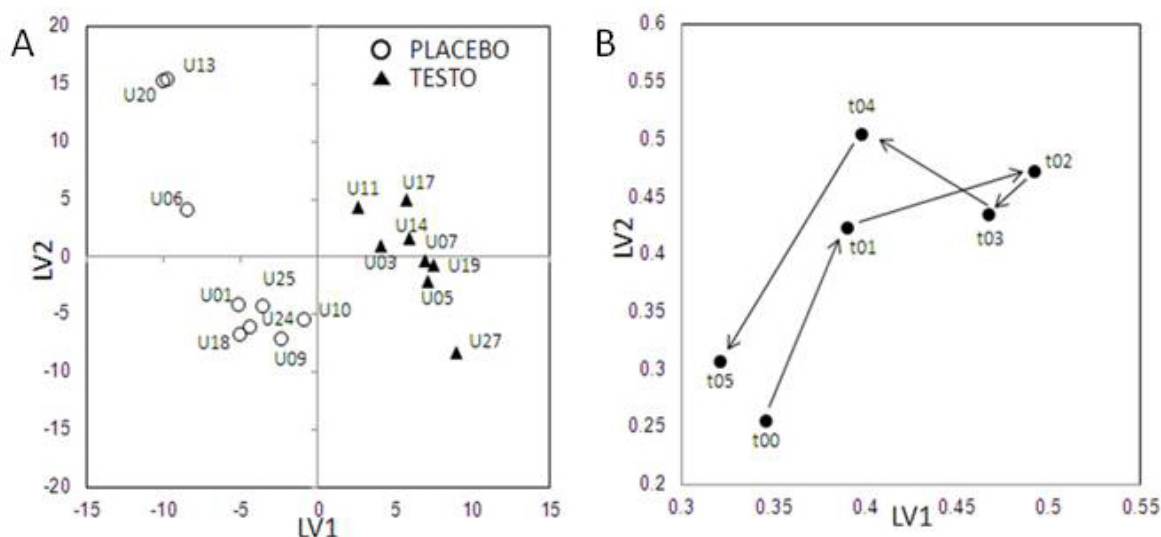 A
B
○ PLACEBO
▲ TESTO
20
15
10
5
0
-5
-10
-15
-20
LV2
U13
U20
U06
U11
U17
U14
U07
U03
U19
U05
U25
U01
U24
U10
U18
U09
U27
-15
-10
-5
0
5
10
15
LV1
0.6
0.55
0.5
0.45
0.4
0.35
0.3
0.25
0.2
LV2
t04
t02
t03
t01
t05
t00
0.3
0.35
0.4
0.45
0.5
0.55
LV1